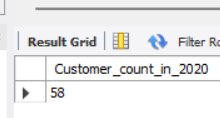 Result Grid Filter Ro
Customer_count_in_2020
58